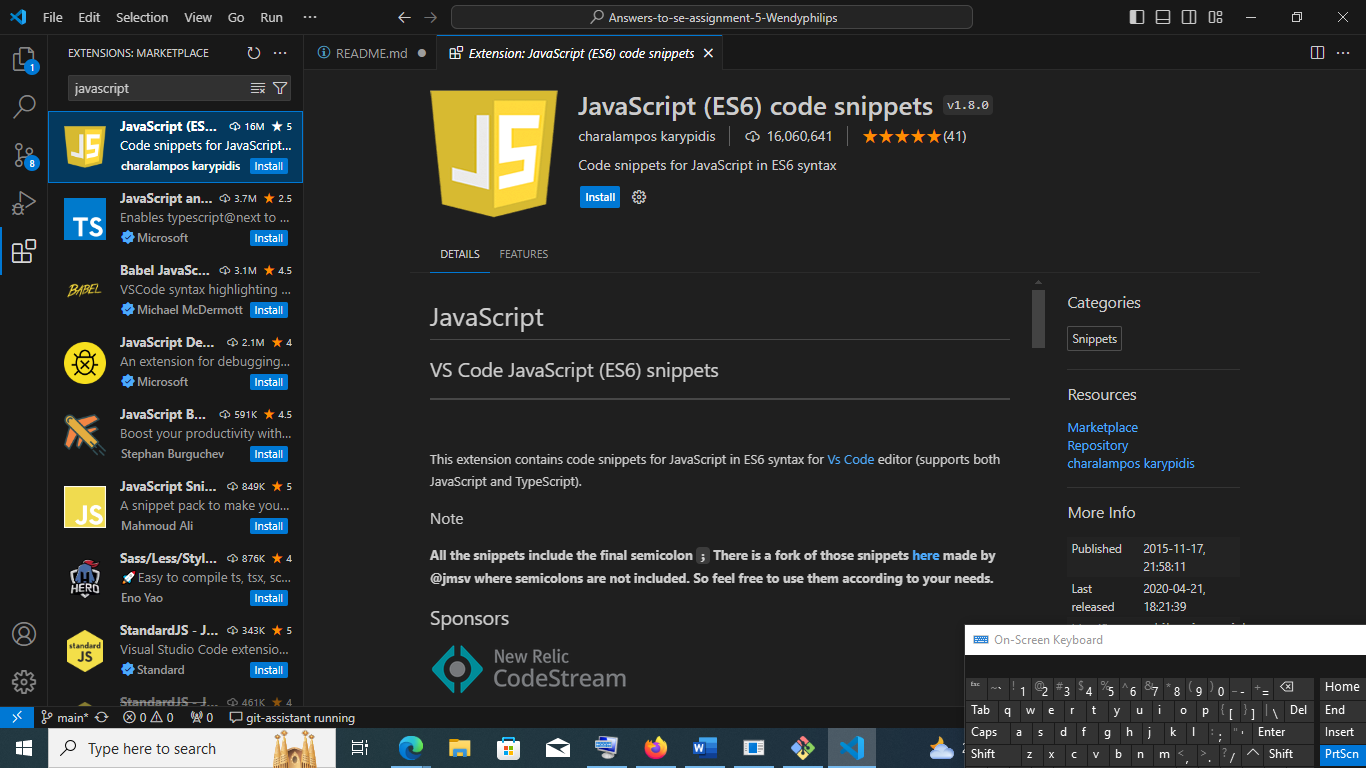 File Edit Selection View Go Run ···
Answers-to-se-assignment-5-Wendyphilips
EXTENSIONS: MARKETPLACE
javascript
JavaScript (ES... 16M 5
Code snippets for JavaScript...
charalampos karypidis Install
JavaScript an... 3.7M 2.5
Enables typescript@next to ...
Microsoft Install
Babel JavaSc... 3.1M 4.5
VSCode syntax highlighting ...
Michael McDermott Install
JavaScript De... 2.1M 4
An extension for debugging...
Microsoft Install
JavaScript B... 591K 4.5
Boost your productivity with...
Stephan Burguchev Install
JavaScript Sni... 849K 5
A snippet pack to make you...
Mahmoud Ali Install
Sass/Less/Styl... 876K 4
🚀 Easy to compile ts, tsx, sc...
Eno Yao Install
StandardJS - J... 343K 5
Visual Studio Code extensio...
Standard Install
StandardJS - J... 461K 4
README.md
Extension: JavaScript (ES6) code snippets
JS
TS
BABEL
JS
HERO
standard
JS
JS
JavaScript (ES6) code snippets v1.8.0
charalampos karypidis 16,060,641 (41)
Code snippets for JavaScript in ES6 syntax
Install
DETAILS FEATURES
JavaScript
VS Code JavaScript (ES6) snippets
This extension contains code snippets for JavaScript in ES6 syntax for Vs Code editor (supports both
JavaScript and TypeScript).
Note
All the snippets include the final semicolon ; There is a fork of those snippets here made by
@jmsv where semicolons are not included. So feel free to use them according to your needs.
Sponsors
New Relic
CodeStream
Categories
Snippets
Resources
Marketplace
Repository
charalampos karypidis
More Info
Published 2015-11-17,
21:58:11
Last 2020-04-21,
released 18:21:39
1
8
main* 0 0 0 git-assistant running
Type here to search
On-Screen Keyboard
Esc ~ ` ! 1 @ 2 # 3 $ 4 % 5 ^ 6 & 7 * 8 ( 9 ) 0 _ - + = Home
Tab q w e r t y u i o p { [ } ] | \ Del End
Caps a s d f g h j k l : ; " ' Enter Insert
Shift z x c v b n m < , > . ? / Shift PrtScn